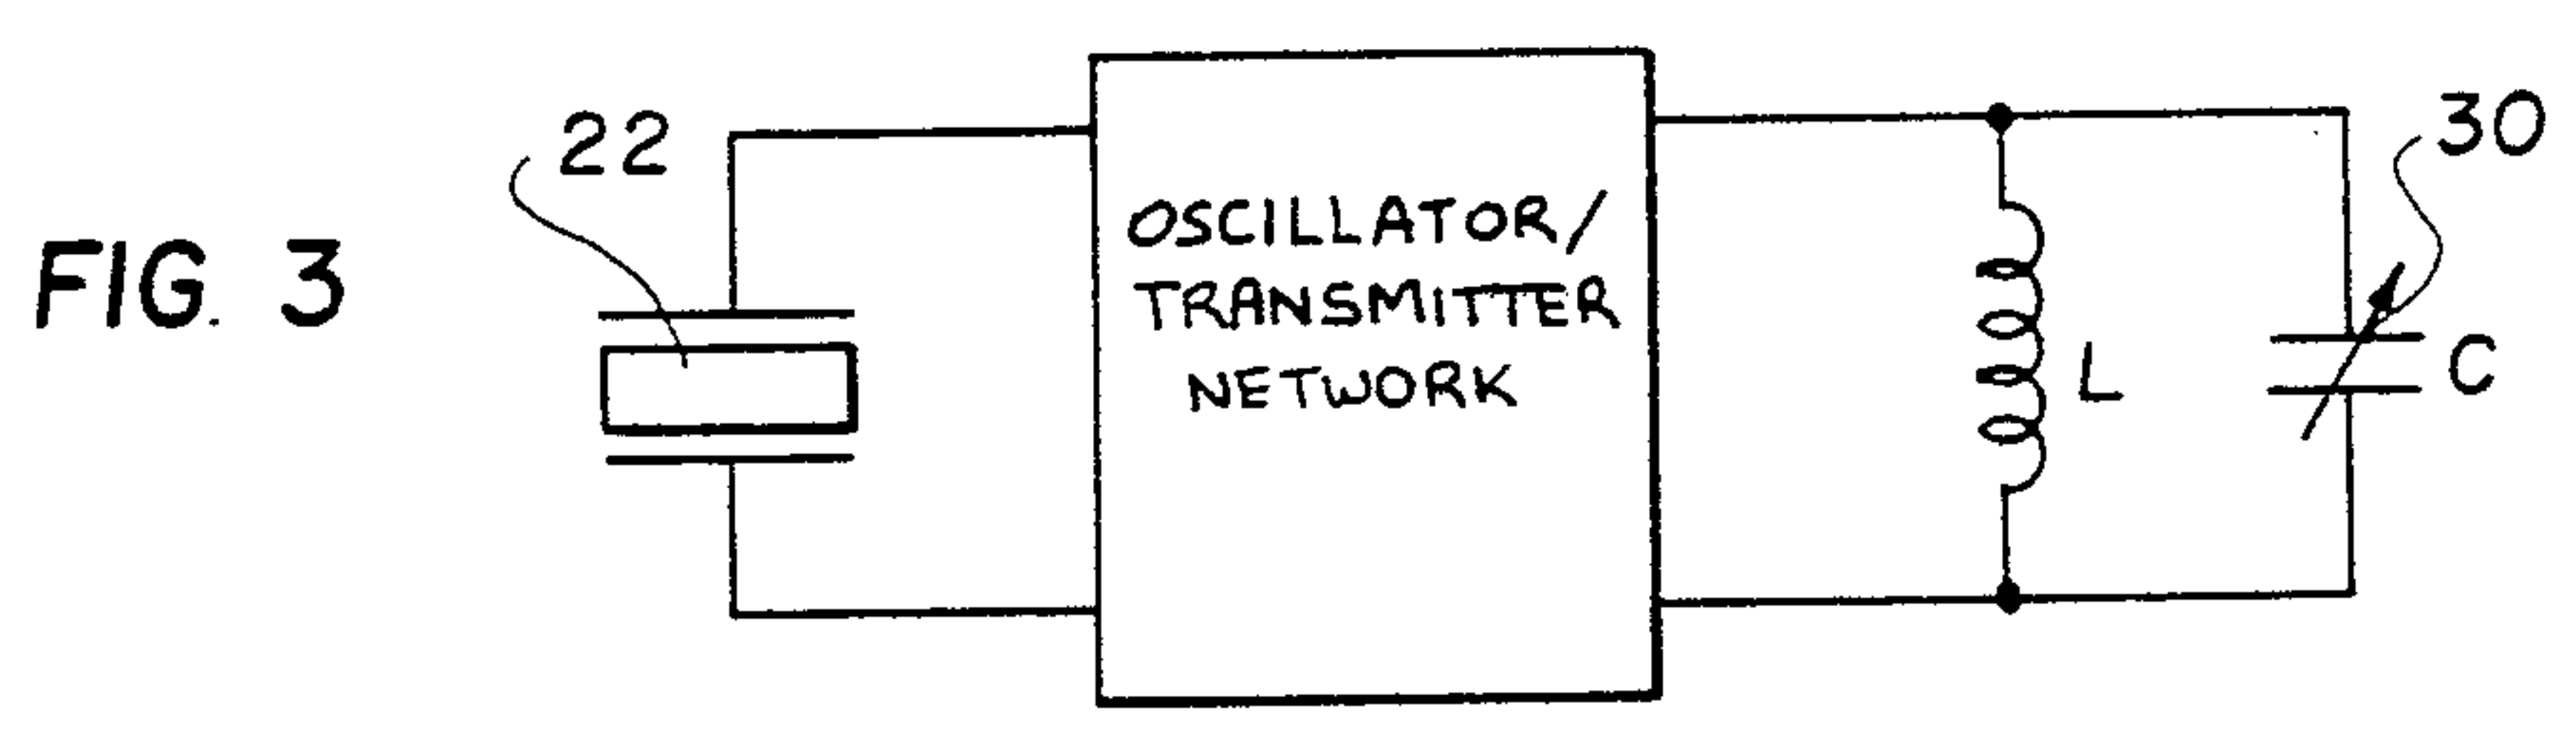 FIG. 3
22
OSCILLATOR/
TRANSMITTER
NETWORK
L
30
C